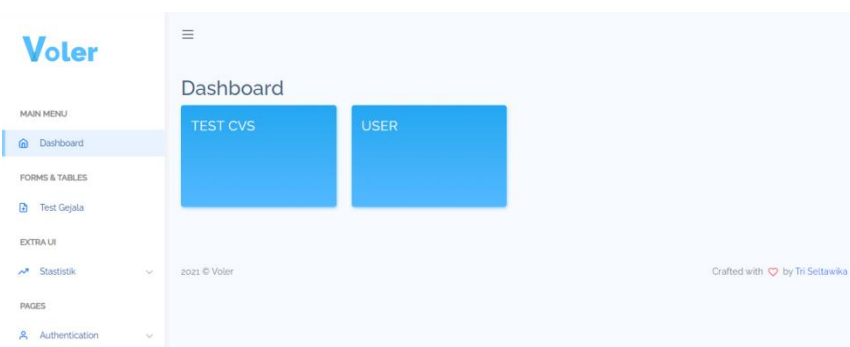 Voler
MAIN MENU
Dashboard
FORMS & TABLES
Test Gejala
EXTRA UI
Stastistik
PAGES
Authentication
Dashboard
TEST CVS
USER
2021 © Voler
Crafted with ♡ by Tri Seltawika